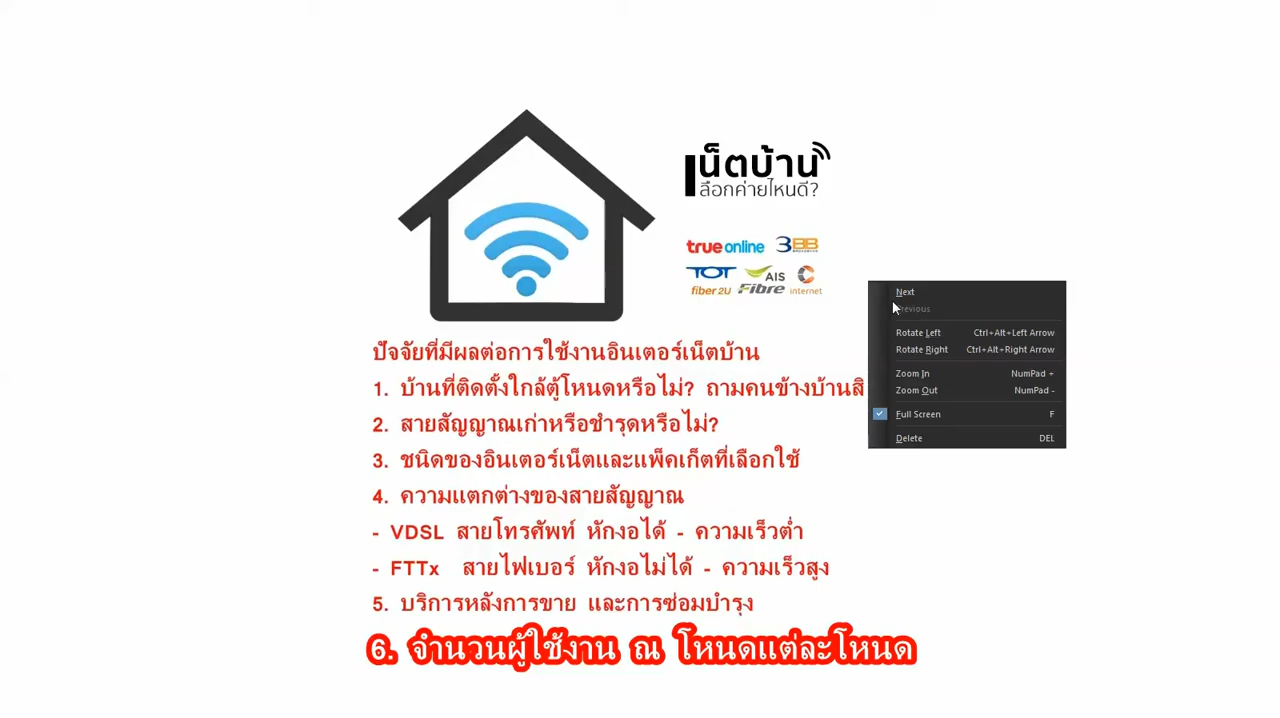 เน็ตบ้าน
เลือกค่ายไหนดี?
true online 3BB
BROADBAND
TOT AIS C
fiber 2U Fibre internet
ปัจจัยที่มีผลต่อการใช้งานอินเตอร์เน็ตบ้าน
1. บ้านที่ติดตั้งใกล้ตู้โหนดหรือไม่? ถามคนข้างบ้านสิ
2. สายสัญญาณเก่าหรือชำรุดหรือไม่?
3. ชนิดของอินเตอร์เน็ตและแพ็คเก็ตที่เลือกใช้
4. ความแตกต่างของสายสัญญาณ
- VDSL สายโทรศัพท์ หักงอได้ - ความเร็วต่ำ
- FTTx สายไฟเบอร์ หักงอไม่ได้ - ความเร็วสูง
5. บริการหลังการขาย และการซ่อมบำรุง
6. จำนวนผู้ใช้งาน ณ โหนดแต่ละโหนด
Next
Previous
Rotate Left Ctrl+Alt+Left Arrow
Rotate Right Ctrl+Alt+Right Arrow
Zoom In NumPad +
Zoom Out NumPad -
Full Screen F
Delete DEL